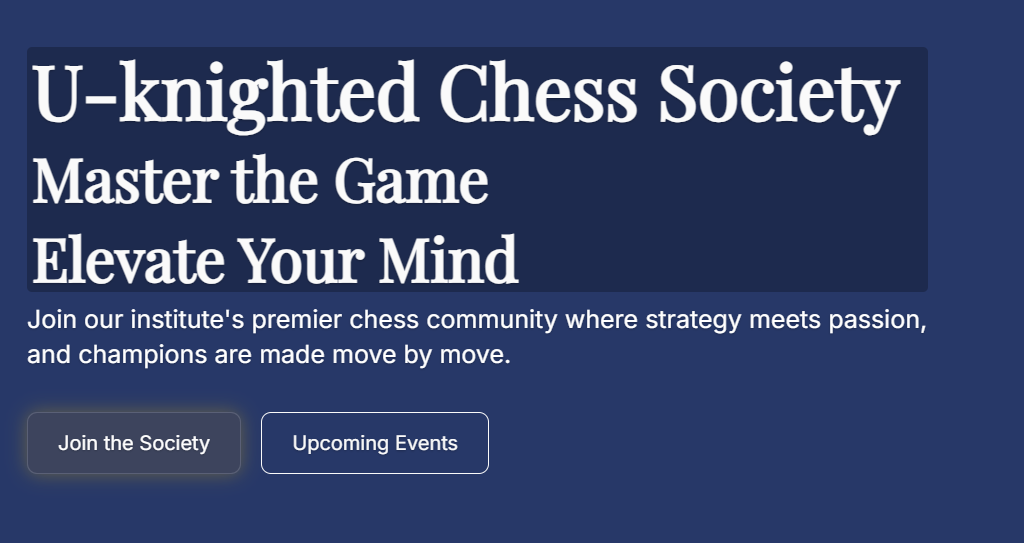 U-knighted Chess Society
Master the Game
Elevate Your Mind
Join our institute's premier chess community where strategy meets passion,
and champions are made move by move.
Join the Society
Upcoming Events